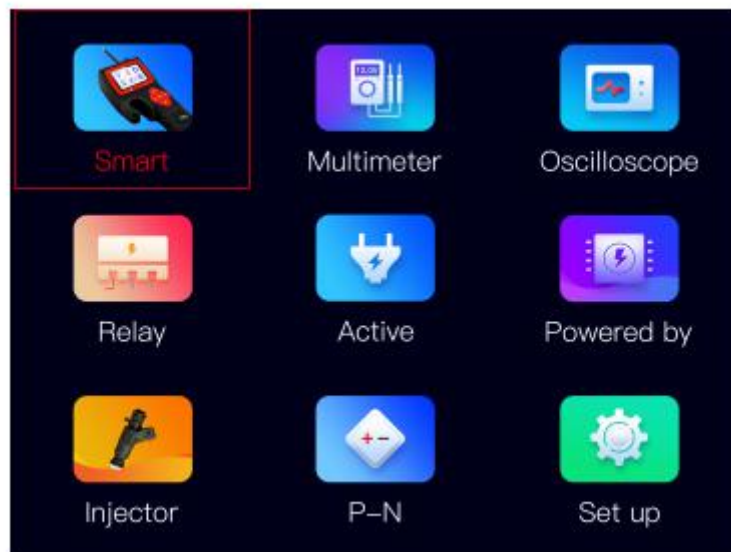 Smart
Multimeter
Oscilloscope
Relay
Active
Powered by
Injector
P-N
Set up